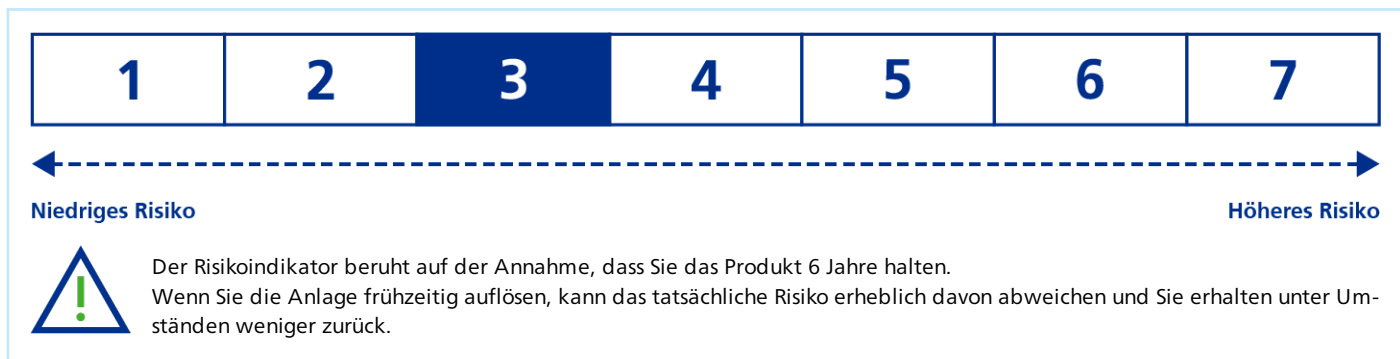 1 2 3 4 5 6 7
Niedriges Risiko Höheres Risiko
Der Risikoindikator beruht auf der Annahme, dass Sie das Produkt 6 Jahre halten.
Wenn Sie die Anlage frühzeitig auflösen, kann das tatsächliche Risiko erheblich davon abweichen und Sie erhalten unter Um-
ständen weniger zurück.